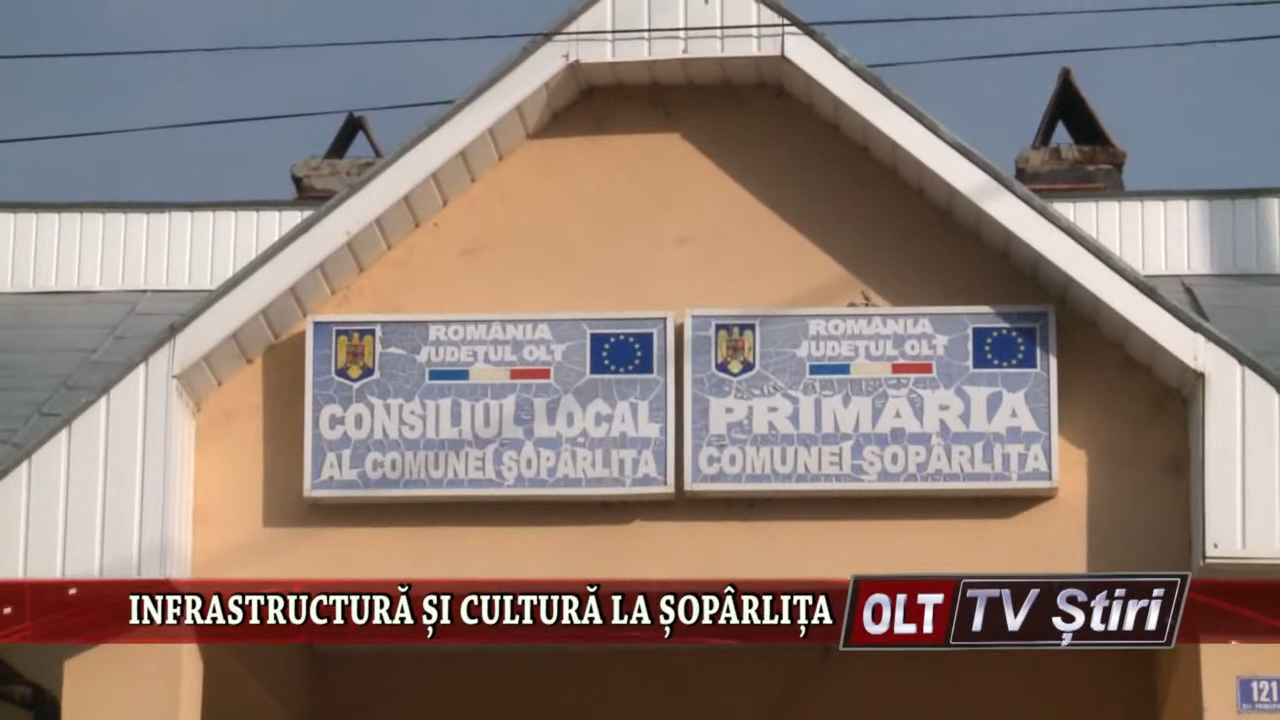 ROMÂNIA
JUDEȚUL OLT
CONSILIUL LOCAL
AL COMUNEI ȘOPÂRLIȚA
ROMÂNIA
JUDEȚUL OLT
PRIMĂRIA
COMUNEI ȘOPÂRLIȚA
INFRASTRUCTURĂ ȘI CULTURĂ LA ȘOPÂRLIȚA
OLT TV Știri
121